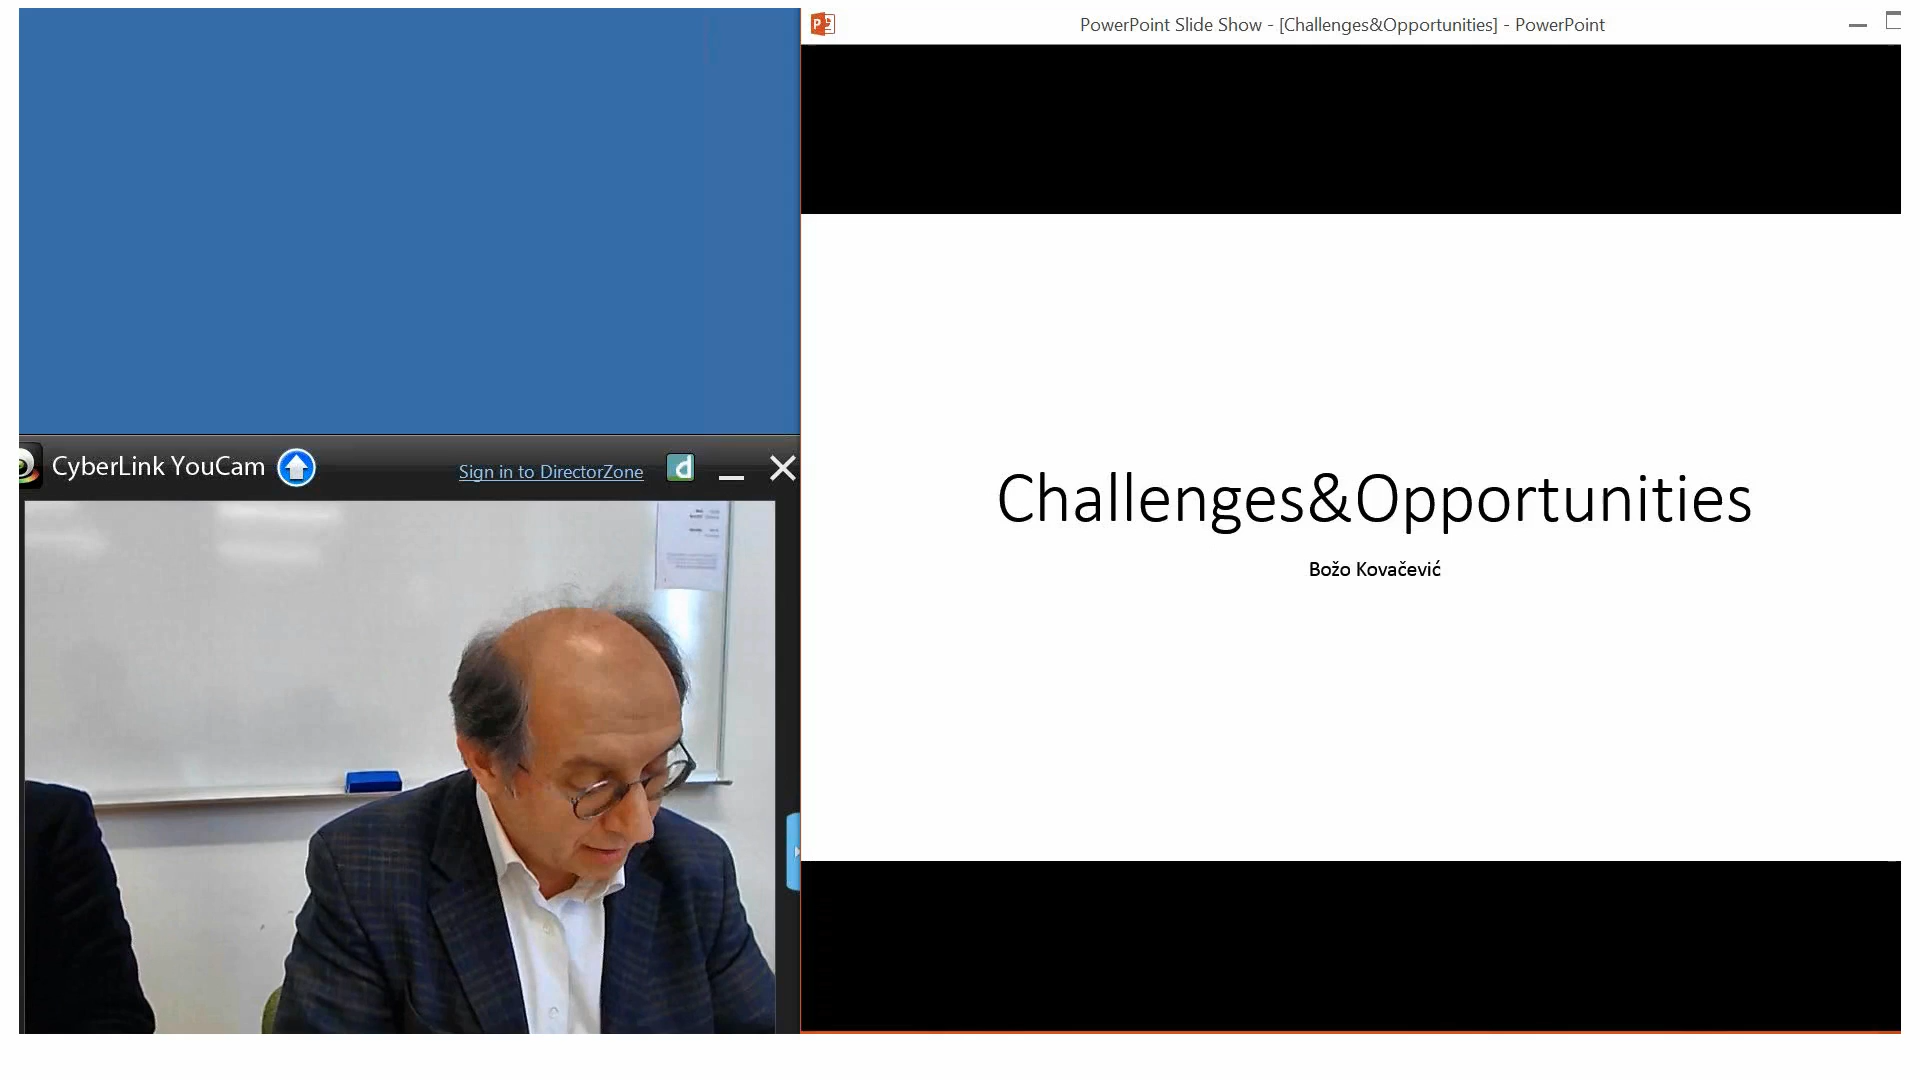 PowerPoint Slide Show - [Challenges&Opportunities] - PowerPoint
CyberLink YouCam
Sign in to DirectorZone
Challenges&Opportunities
Božo Kovačević